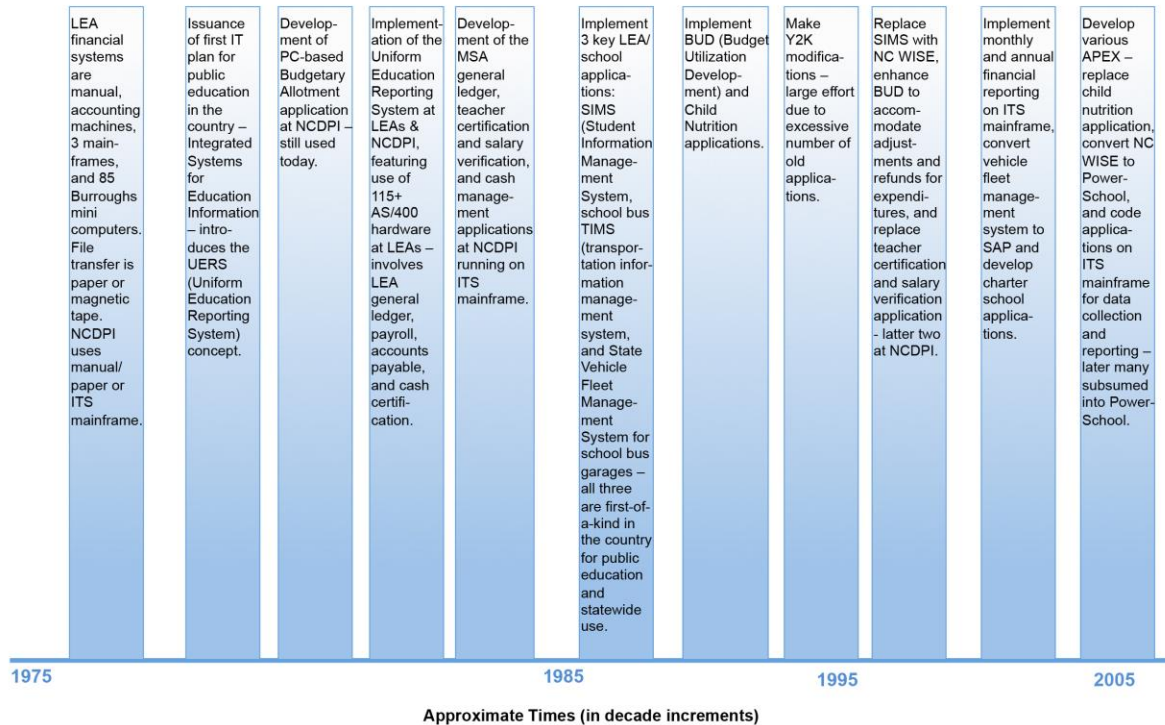 LEA
financial
systems
are
manual,
accounting
machines,
3 main-
frames,
and 85
Burroughs
mini
computers.
File
transfer is
paper or
magnetic
tape.
NCDPI
uses
manual/
paper or
ITS
mainframe.
Issuance
of first IT
plan for
public
education
in the
country –
Integrated
Systems
for
Education
Information
– intro-
duces the
UERS
(Uniform
Education
Reporting
System)
concept.
Develop-
ment of
PC-based
Budgetary
Allotment
application
at NCDPI –
still used
today.
Implement-
ation of the
Uniform
Education
Reporting
System at
LEAs &
NCDPI,
featuring
use of
115+
AS/400
hardware
at LEAs –
involves
LEA
general
ledger,
payroll,
accounts
payable,
and cash
certifi-
cation.
Develop-
ment of the
MSA
general
ledger,
teacher
certification
and salary
verification,
and cash
manage-
ment
applications
at NCDPI
running on
ITS
mainframe.
Implement
3 key LEA/
school
applica-
tions:
SIMS
(Student
Information
Manage-
ment
System,
school bus
TIMS
(transpor-
tation infor-
mation
manage-
ment
system,
and State
Vehicle
Fleet
Manage-
ment
System for
school bus
garages –
all three
are first-of-
a-kind in
the country
for public
education
and
statewide
use.
Implement
BUD (Budget
Utilization
Develop-
ment) and
Child
Nutrition
applications.
Make
Y2K
modifica-
tions –
large effort
due to
excessive
number of
old
applica-
tions.
Replace
SIMS with
NC WISE,
enhance
BUD to
accom-
modate
adjust-
ments and
refunds for
expendi-
tures, and
replace
teacher
certification
and salary
verification
application
- latter two
at NCDPI.
Implement
monthly
and annual
financial
reporting
on ITS
mainframe,
convert
vehicle
fleet
manage-
ment
system to
SAP and
develop
charter
school
applica-
tions.
Develop
various
APEX –
replace
child
nutrition
application,
convert NC
WISE to
Power-
School,
and code
applica-
tions on
ITS
mainframe
for data
collection
and
reporting –
later many
subsumed
into Power-
School.
1975
1985
1995
2005
Approximate Times (in decade increments)